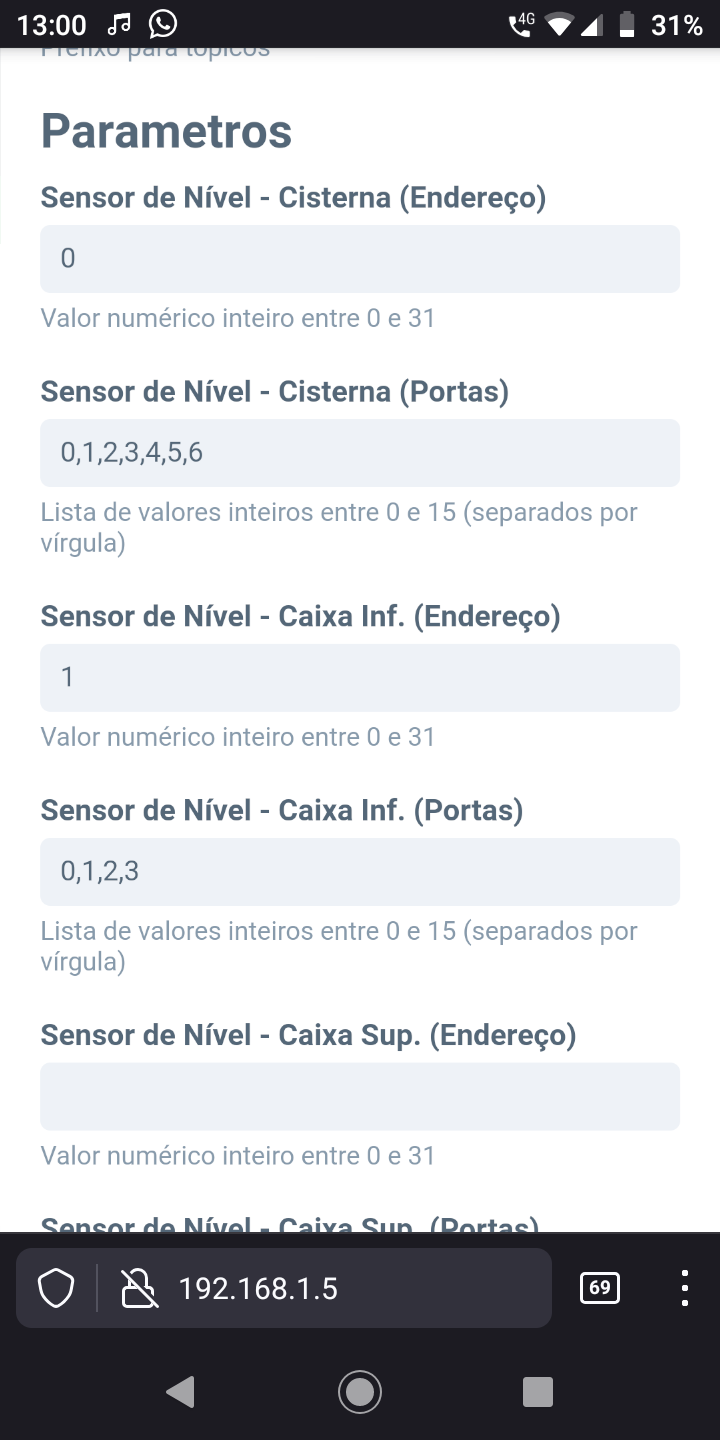 13:00
4G
31%
Prefixo para tópicos
Parametros
Sensor de Nível - Cisterna (Endereço)
0
Valor numérico inteiro entre 0 e 31
Sensor de Nível - Cisterna (Portas)
0,1,2,3,4,5,6
Lista de valores inteiros entre 0 e 15 (separados por
vírgula)
Sensor de Nível - Caixa Inf. (Endereço)
1
Valor numérico inteiro entre 0 e 31
Sensor de Nível - Caixa Inf. (Portas)
0,1,2,3
Lista de valores inteiros entre 0 e 15 (separados por
vírgula)
Sensor de Nível - Caixa Sup. (Endereço)
Valor numérico inteiro entre 0 e 31
Sensor de Nível - Caixa Sup. (Portas)
192.168.1.5
69